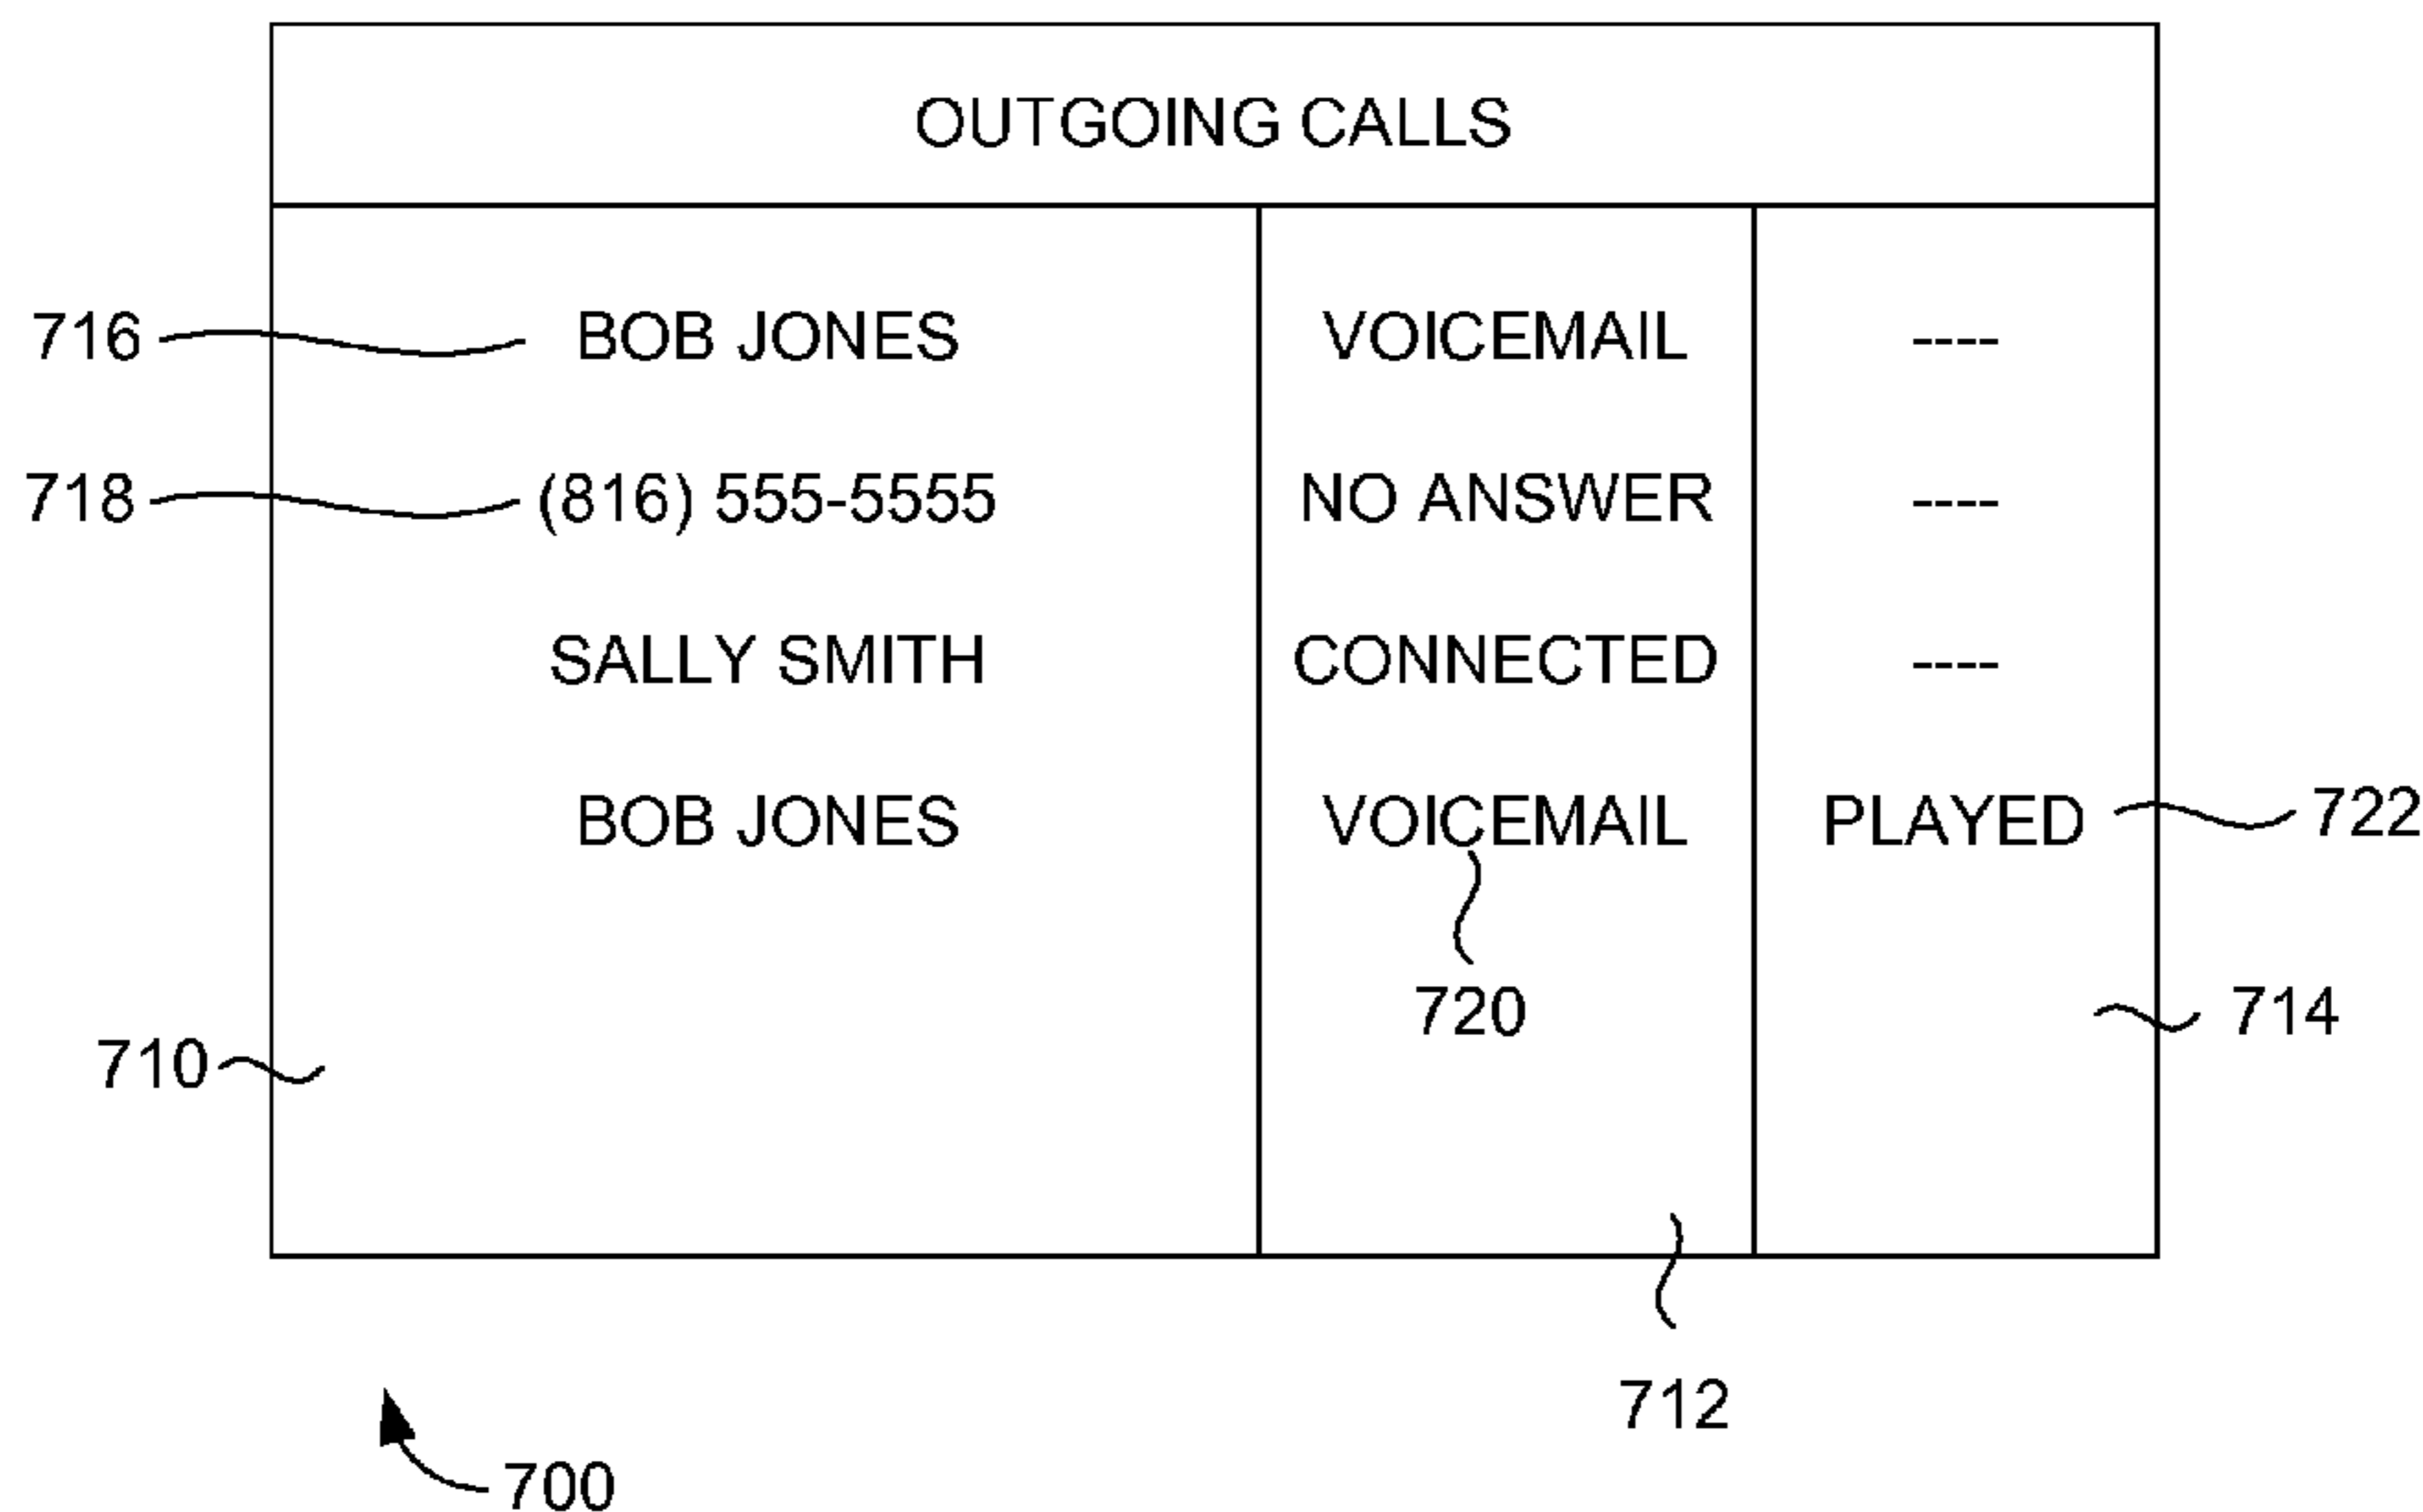 OUTGOING CALLS
716 BOB JONES VOICEMAIL ----
718 (816) 555-5555 NO ANSWER ----
SALLY SMITH CONNECTED ----
BOB JONES VOICEMAIL PLAYED 722
720 714
710
712
700